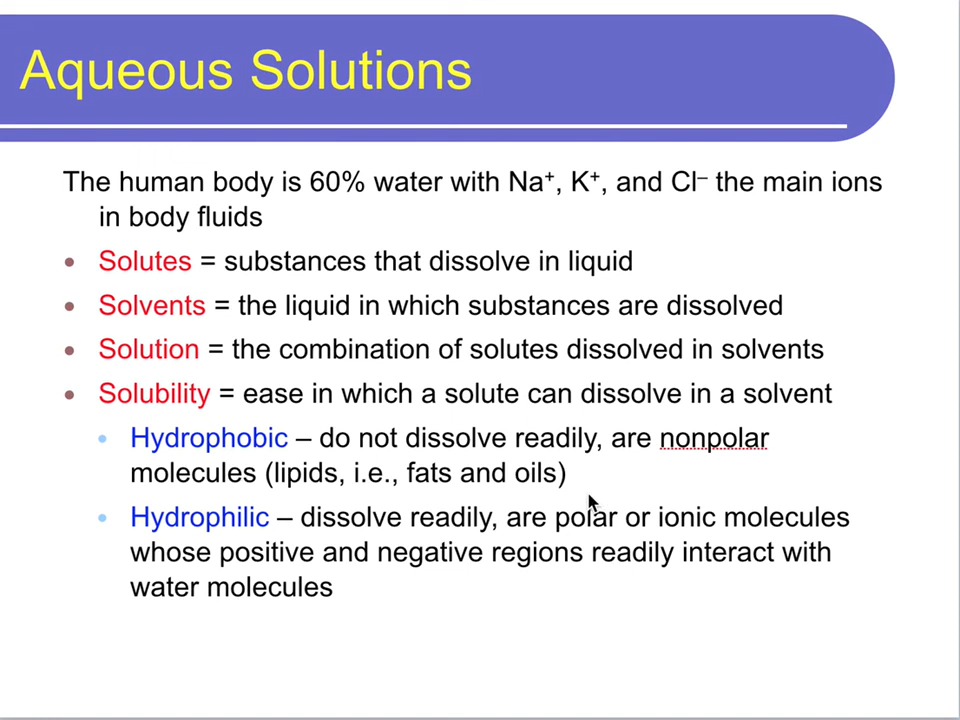 Aqueous Solutions
The human body is 60% water with Na⁺, K⁺, and Cl⁻ the main ions
in body fluids
• Solutes = substances that dissolve in liquid
• Solvents = the liquid in which substances are dissolved
• Solution = the combination of solutes dissolved in solvents
• Solubility = ease in which a solute can dissolve in a solvent
• Hydrophobic – do not dissolve readily, are nonpolar
molecules (lipids, i.e., fats and oils)
• Hydrophilic – dissolve readily, are polar or ionic molecules
whose positive and negative regions readily interact with
water molecules